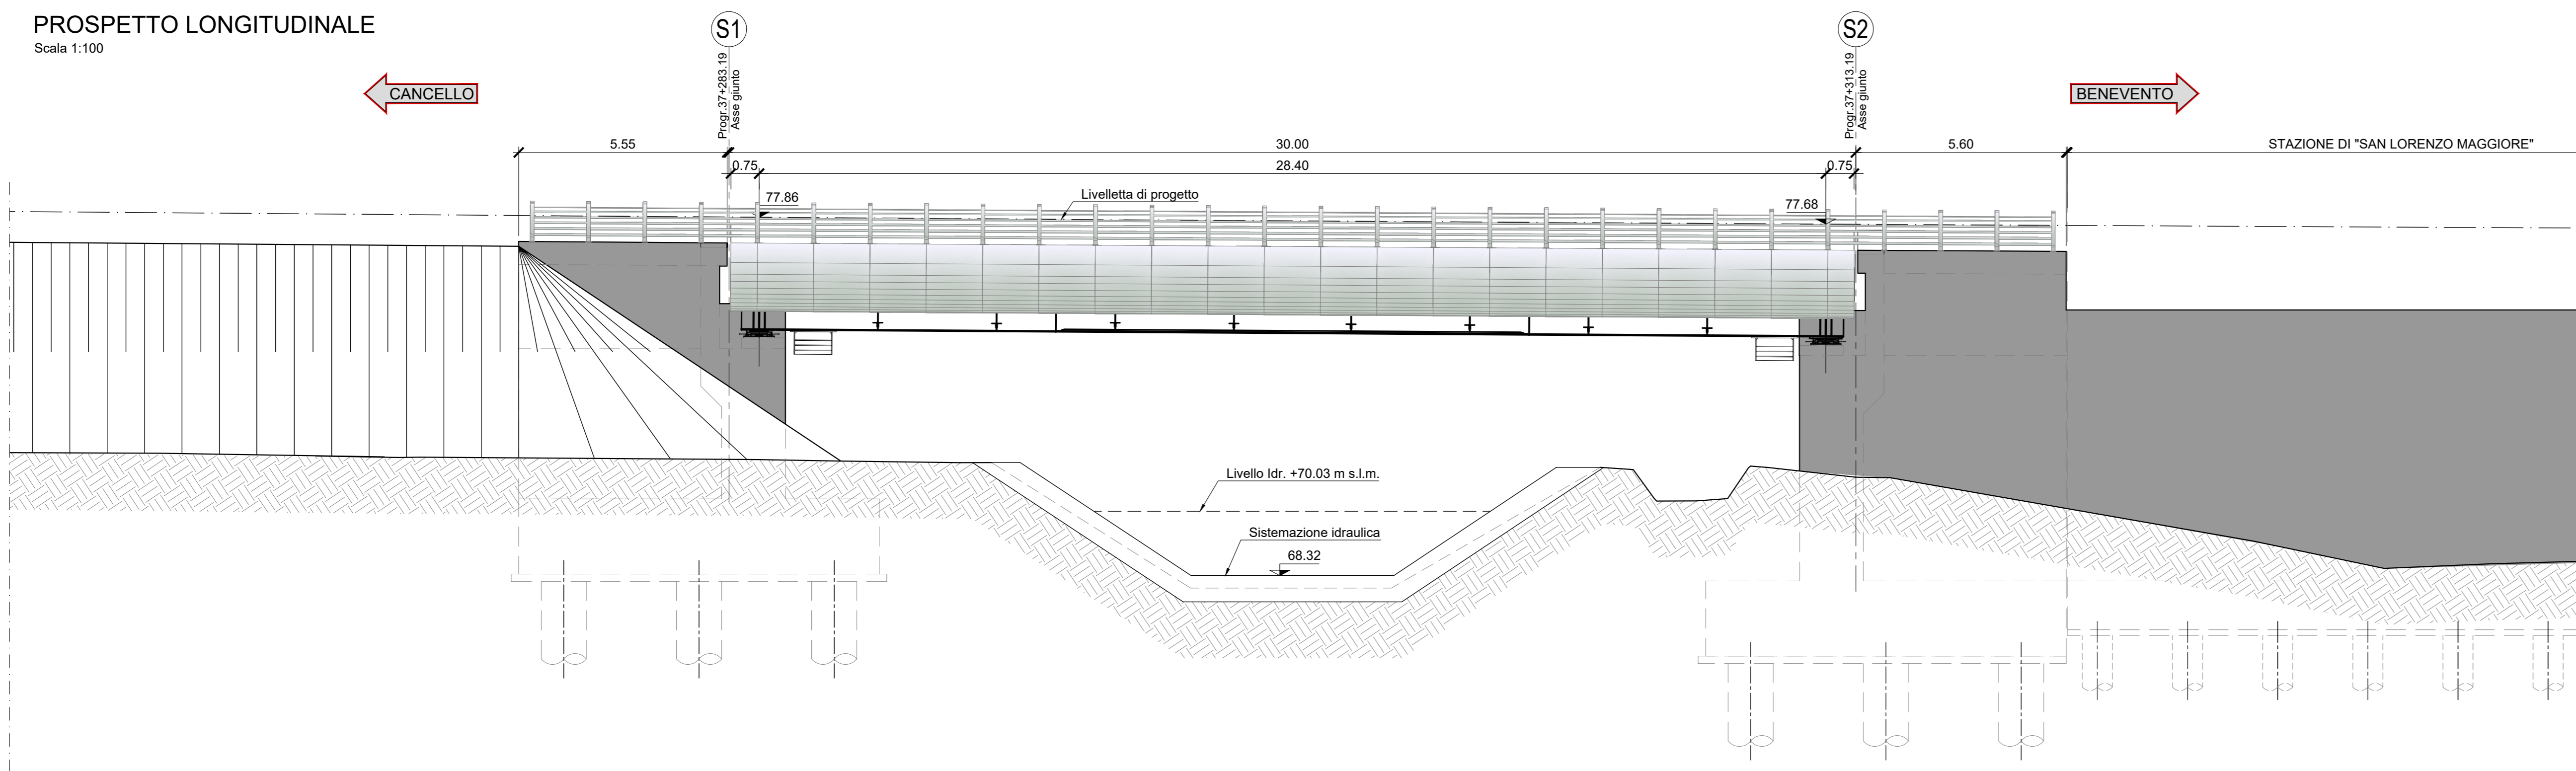 PROSPETTO LONGITUDINALE
Scala 1:100
S1
S2
Progr.37+283.19
Asse giunto
Progr.37+313.19
Asse giunto
CANCELLO
BENEVENTO
5.55
30.00
5.60
STAZIONE DI "SAN LORENZO MAGGIORE"
0.75
28.40
0.75
77.86
Livelletta di progetto
77.68
Livello Idr. +70.03 m s.l.m.
Sistemazione idraulica
68.32